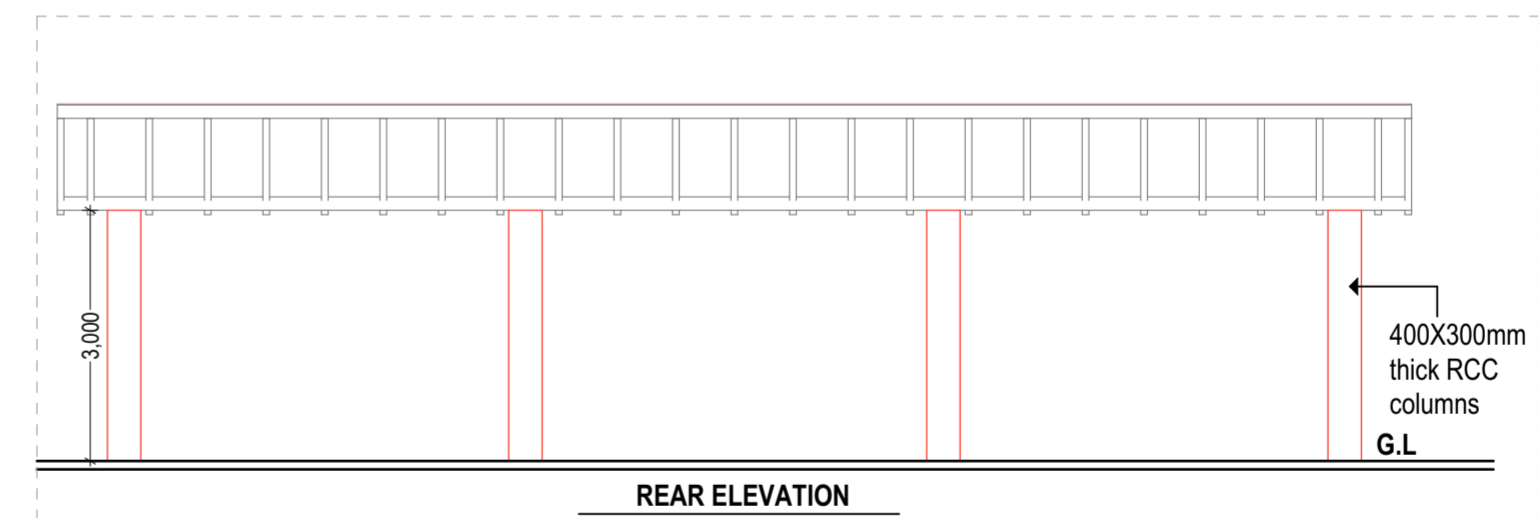 3,000
400X300mm
thick RCC
columns
G.L
REAR ELEVATION